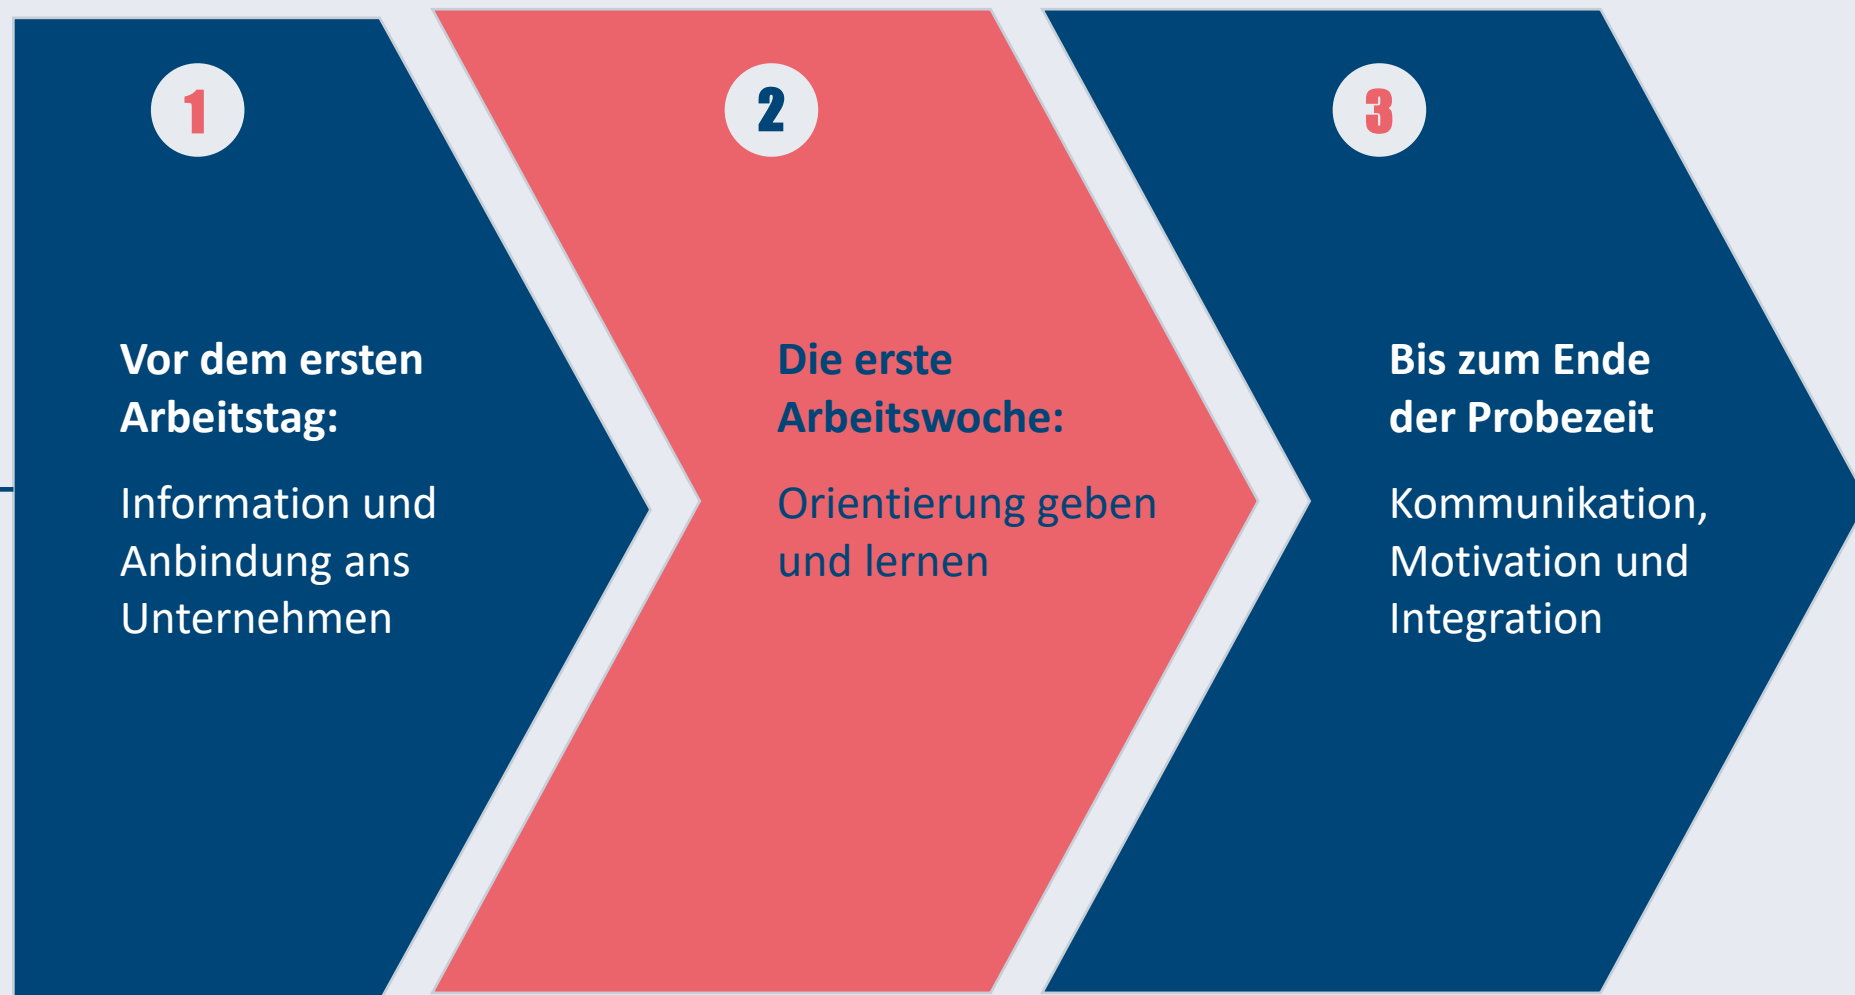 1
Vor dem ersten
Arbeitstag:
Information und
Anbindung ans
Unternehmen
2
Die erste
Arbeitswoche:
Orientierung geben
und lernen
3
Bis zum Ende
der Probezeit
Kommunikation,
Motivation und
Integration